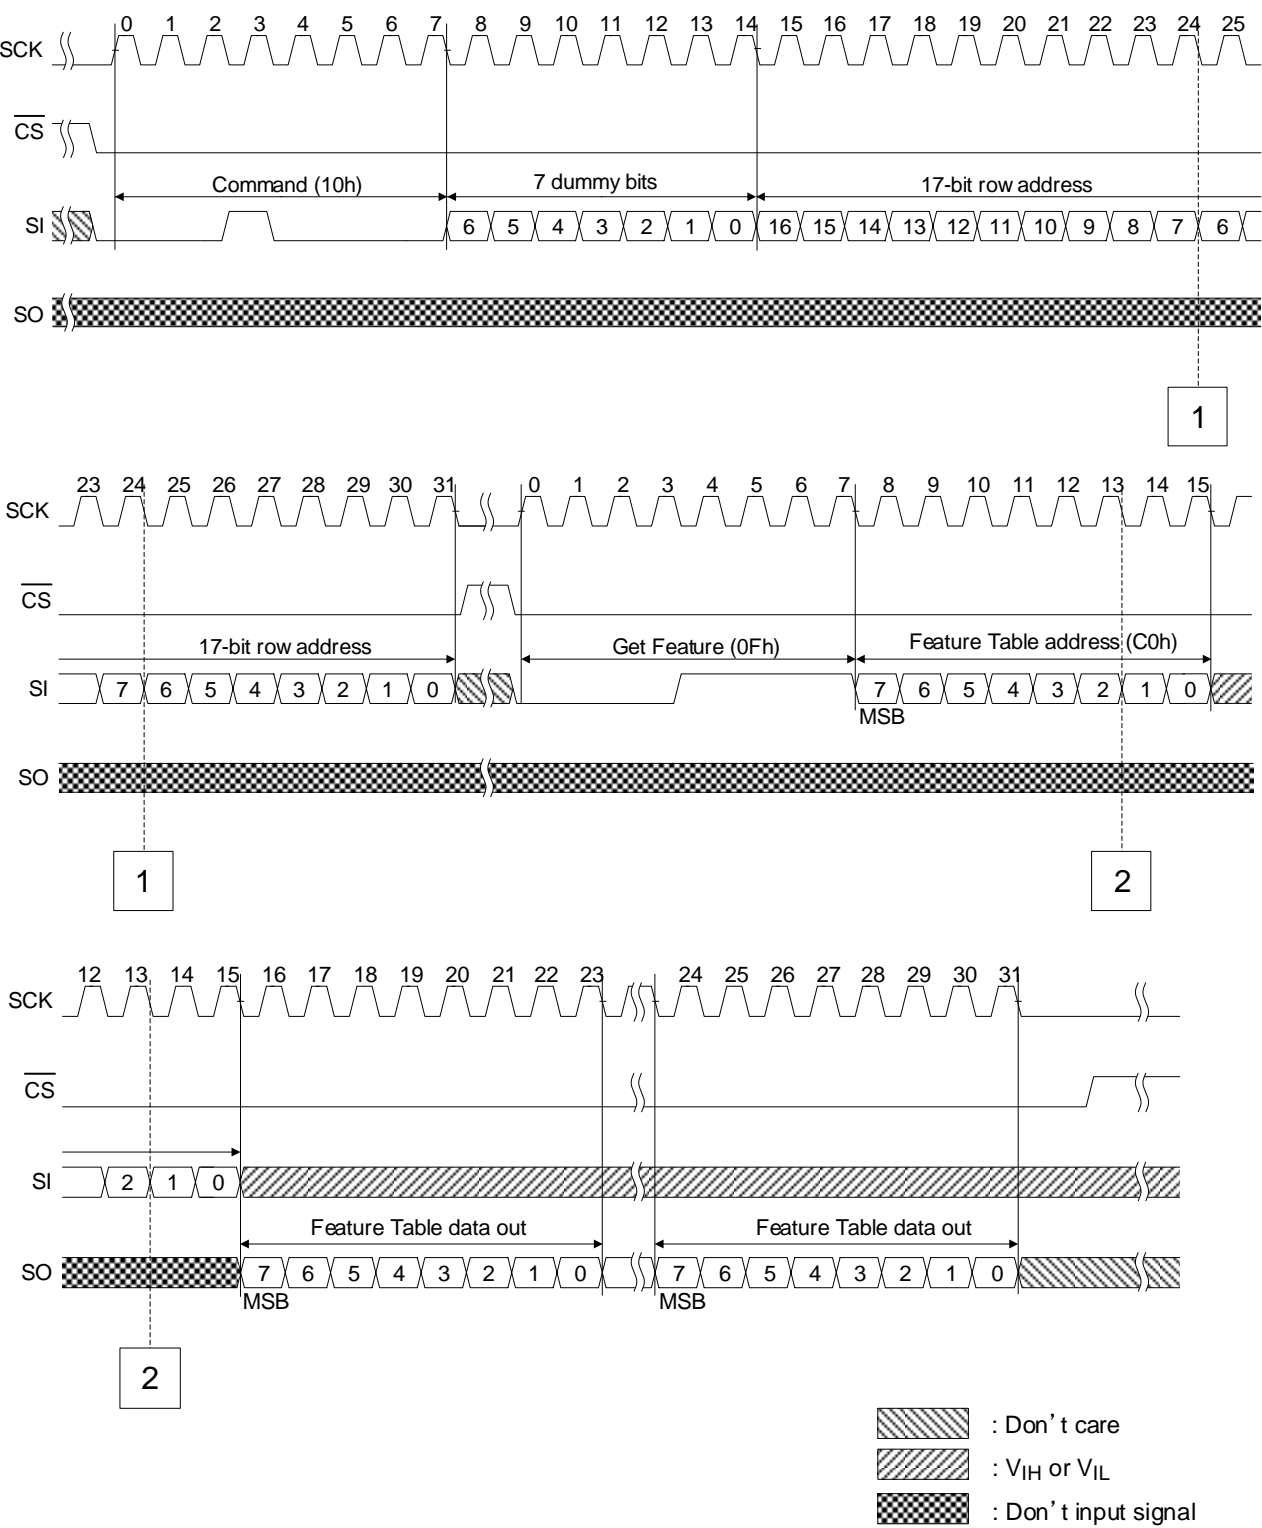 0 1 2 3 4 5 6 7 8 9 10 11 12 13 14 15 16 17 18 19 20 21 22 23 24 25
SCK
CS
Command (10h) 7 dummy bits 17-bit row address
SI 6 5 4 3 2 1 0 16 15 14 13 12 11 10 9 8 7 6
SO
1
23 24 25 26 27 28 29 30 31 0 1 2 3 4 5 6 7 8 9 10 11 12 13 14 15
SCK
CS
17-bit row address Get Feature (0Fh) Feature Table address (C0h)
SI 7 6 5 4 3 2 1 0 7 6 5 4 3 2 1 0
MSB
SO
1 2
12 13 14 15 16 17 18 19 20 21 22 23 24 25 26 27 28 29 30 31
SCK
CS
SI 2 1 0
Feature Table data out Feature Table data out
SO 7 6 5 4 3 2 1 0 7 6 5 4 3 2 1 0
MSB MSB
2
: Don't care
: VIH or VIL
: Don't input signal